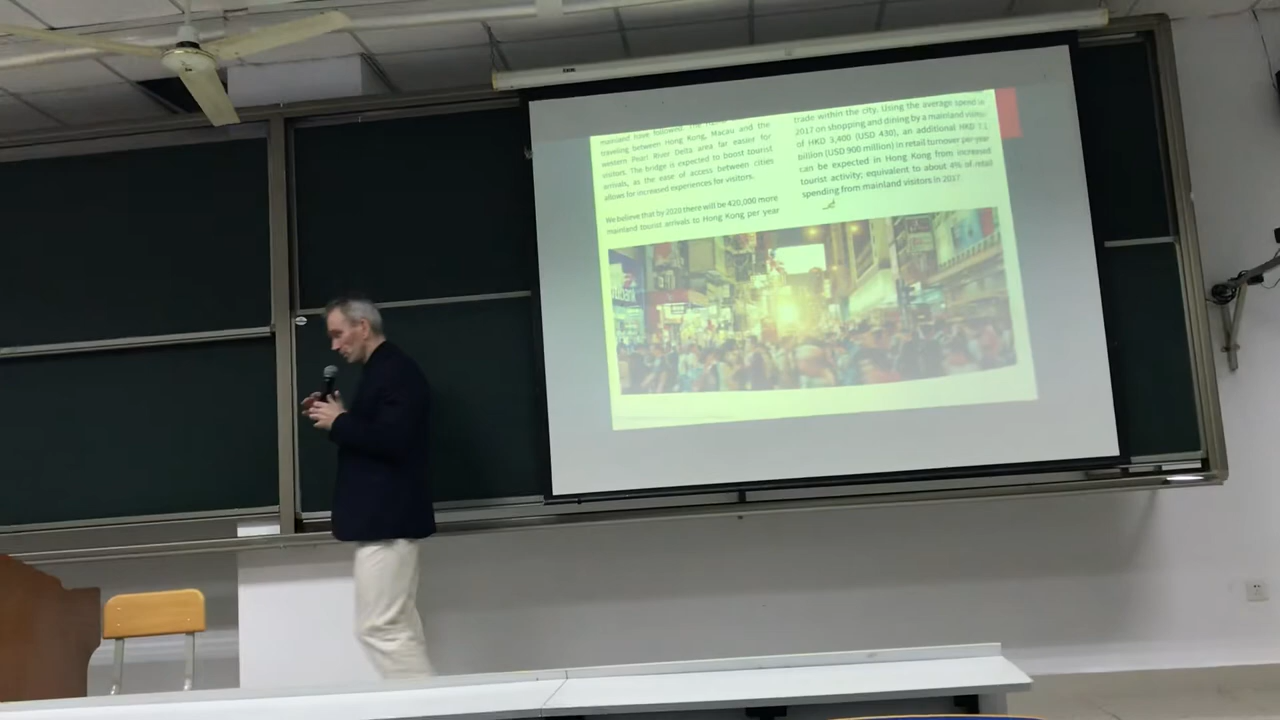 mainland have followed. The
traveling between Hong Kong, Macau and the
western Pearl River Delta area far easier for
visitors. The bridge is expected to boost tourist
arrivals, as the ease of access between cities
allows for increased experiences for visitors.
We believe that by 2020 there will be 420,000 more
mainland tourist arrivals to Hong Kong per year
trade within the city. Using the average spend in
2017 on shopping and dining by a mainland visitor
of HKD 3,400 (USD 430), an additional HKD 7.1
billion (USD 900 million) in retail turnover per year
can be expected in Hong Kong from increased
tourist activity; equivalent to about 4% of retail
spending from mainland visitors in 2017.